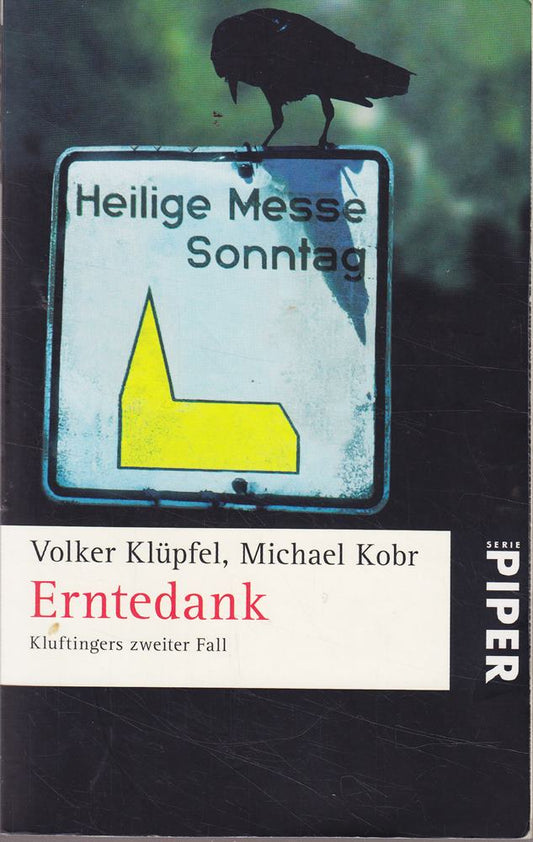 Heilige Messe
Sonntag
Volker Klüpfel, Michael Kobr
Erntedank
Kluftingers zweiter Fall
SERIE
PIPER